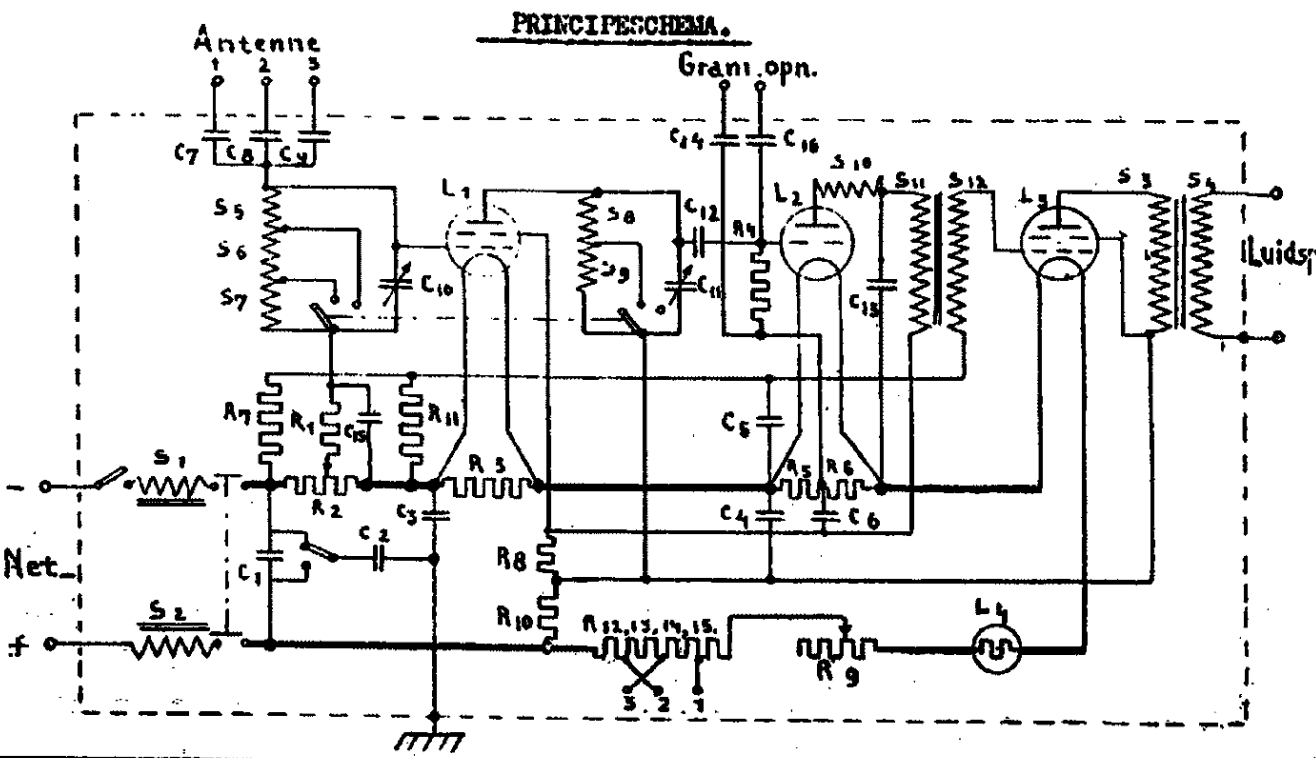 PRINCIPESCHEMA.
Antenne
1 2 3
Gram.opn.
C7 C8 C9
C14 C16
S10
L1 L2 S11 S12 L3 S3 S4
S5 S8 C12 R4
S6 S9
S7 C10 C11 C13
Luidsp
R7 R1 C15 R11 C5
S1 R3 R5 R6
-
R2 C3 C4 C6
C2
Net.
C1 R8
S2 R10 R12,13,14,15. L4
+
R9
3. 2. 1